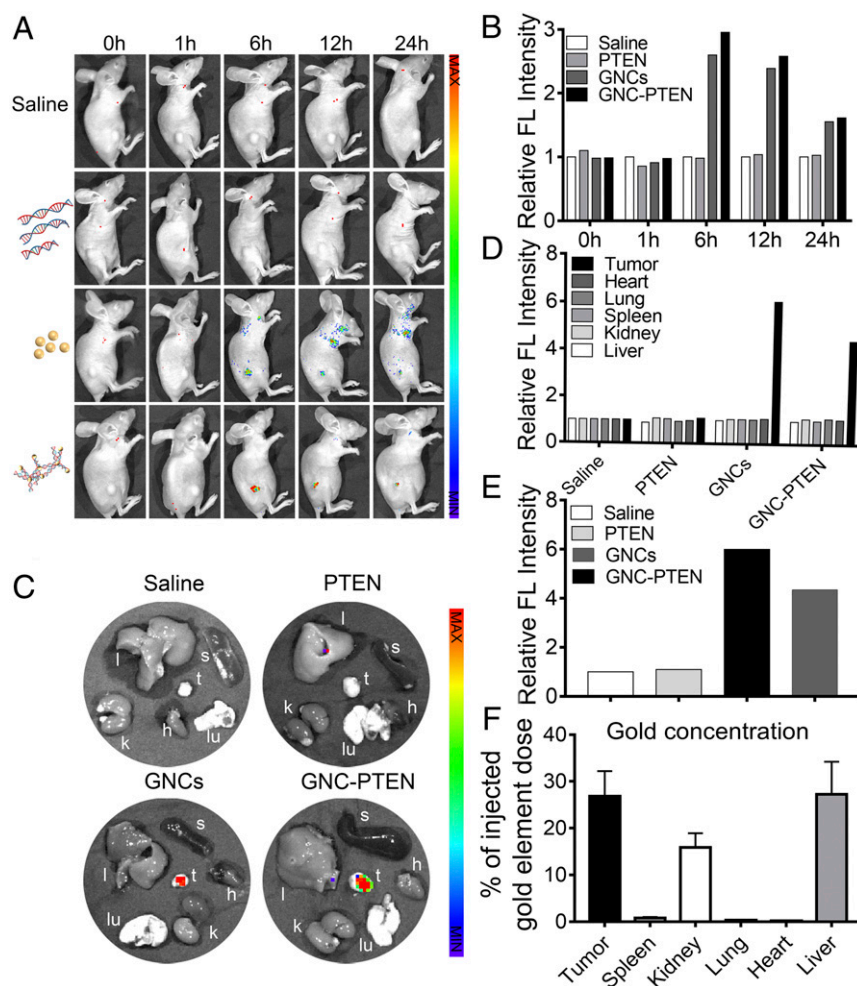 A
0h 1h 6h 12h 24h
Saline
MAX
MIN
B
Relative FL Intensity
3
2
1
0
Saline
PTEN
GNCs
GNC-PTEN
0h 1h 6h 12h 24h
D
Relative FL Intensity
8
6
4
2
0
Tumor
Heart
Lung
Spleen
Kidney
Liver
Saline PTEN GNCs GNC-PTEN
C
Saline PTEN
l s t k h lu
l s t k h lu
GNCs GNC-PTEN
s l t h lu k
s l t h k lu
MAX
MIN
E
Relative FL Intensity
8
6
4
2
0
Saline
PTEN
GNCs
GNC-PTEN
F
Gold concentration
% of injected
gold element dose
40
30
20
10
0
Tumor Spleen Kidney Lung Heart Liver